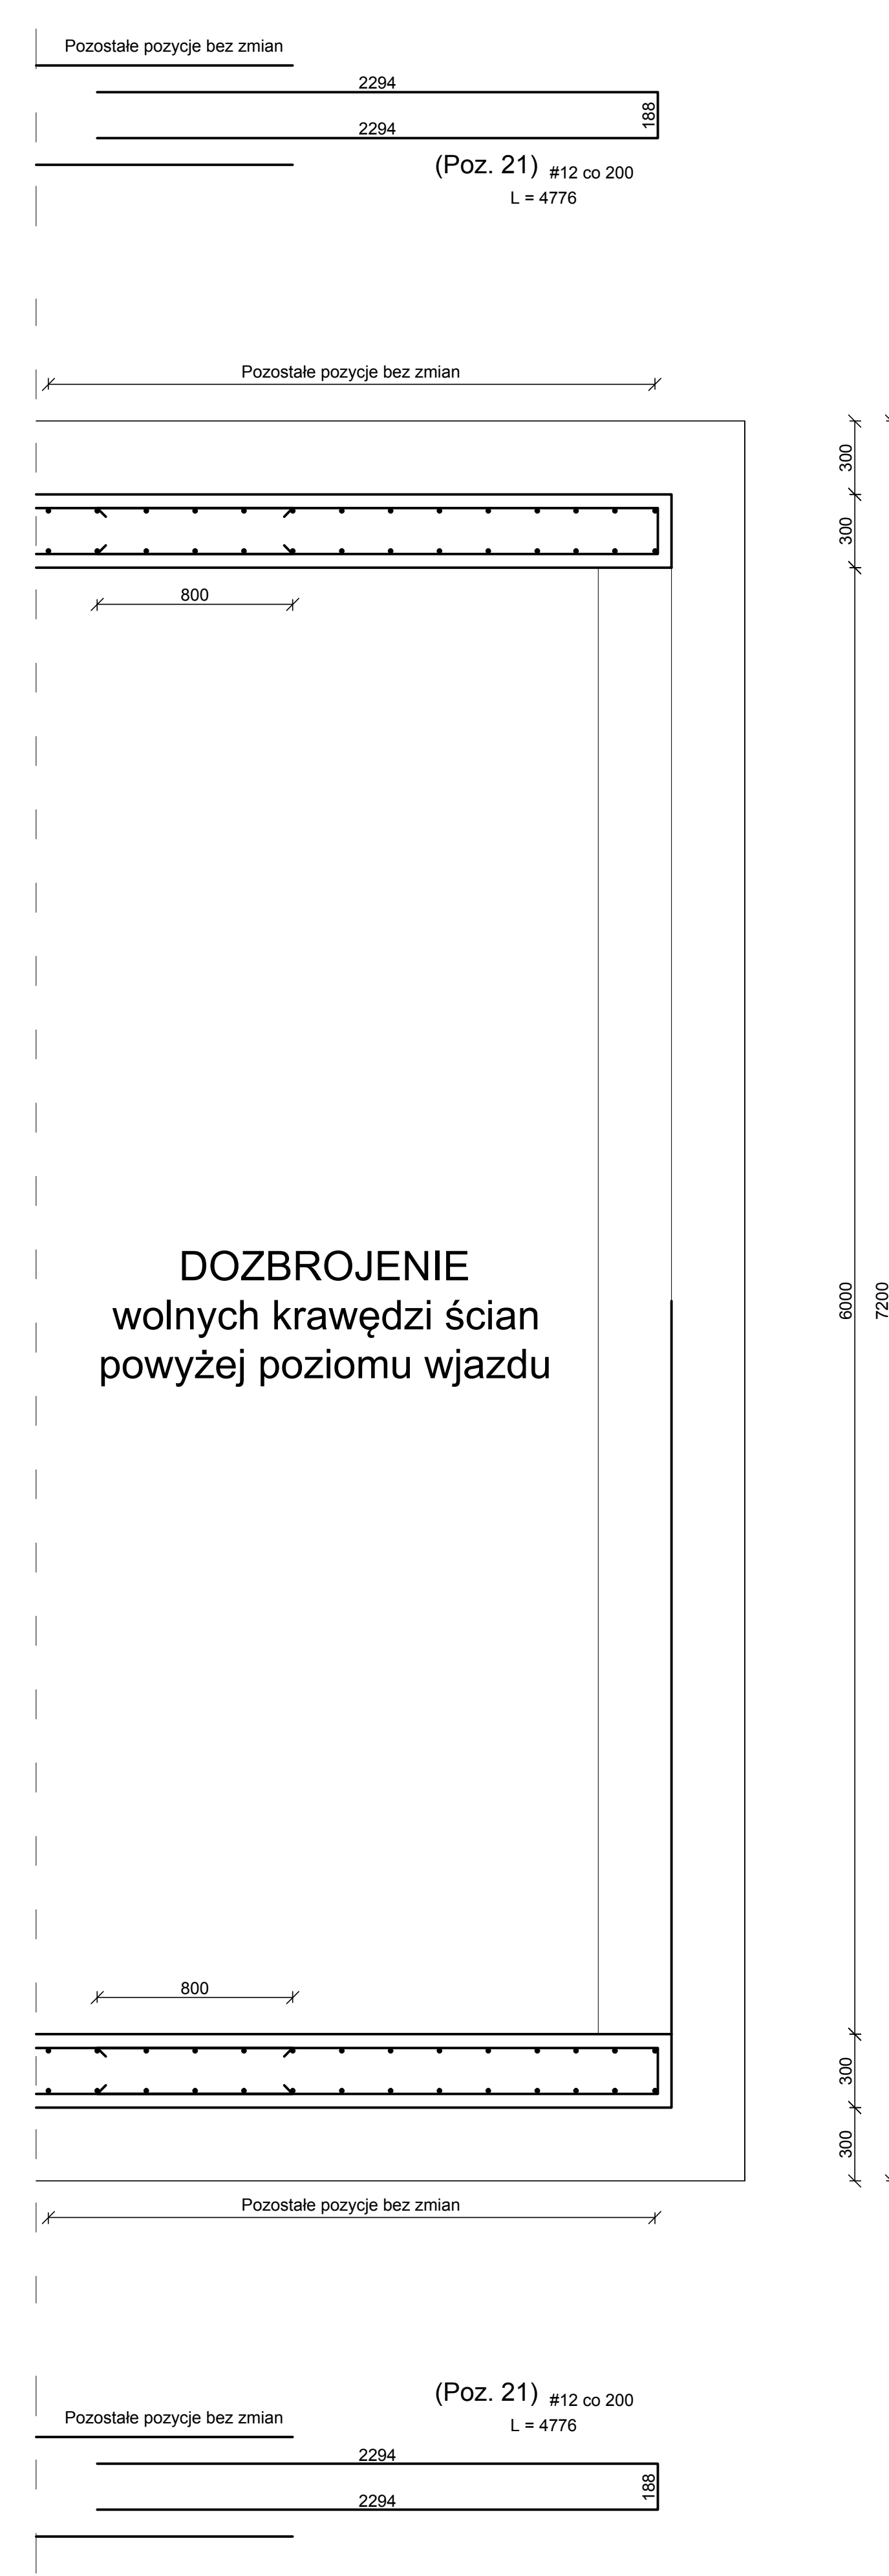 Pozostałe pozycje bez zmian
2294
188
2294
(Poz. 21) #12 co 200
L = 4776
Pozostałe pozycje bez zmian
300
300
800
DOZBROJENIE
wolnych krawędzi ścian
powyżej poziomu wjazdu
6000
7200
800
300
300
Pozostałe pozycje bez zmian
(Poz. 21) #12 co 200
Pozostałe pozycje bez zmian
L = 4776
2294
188
2294